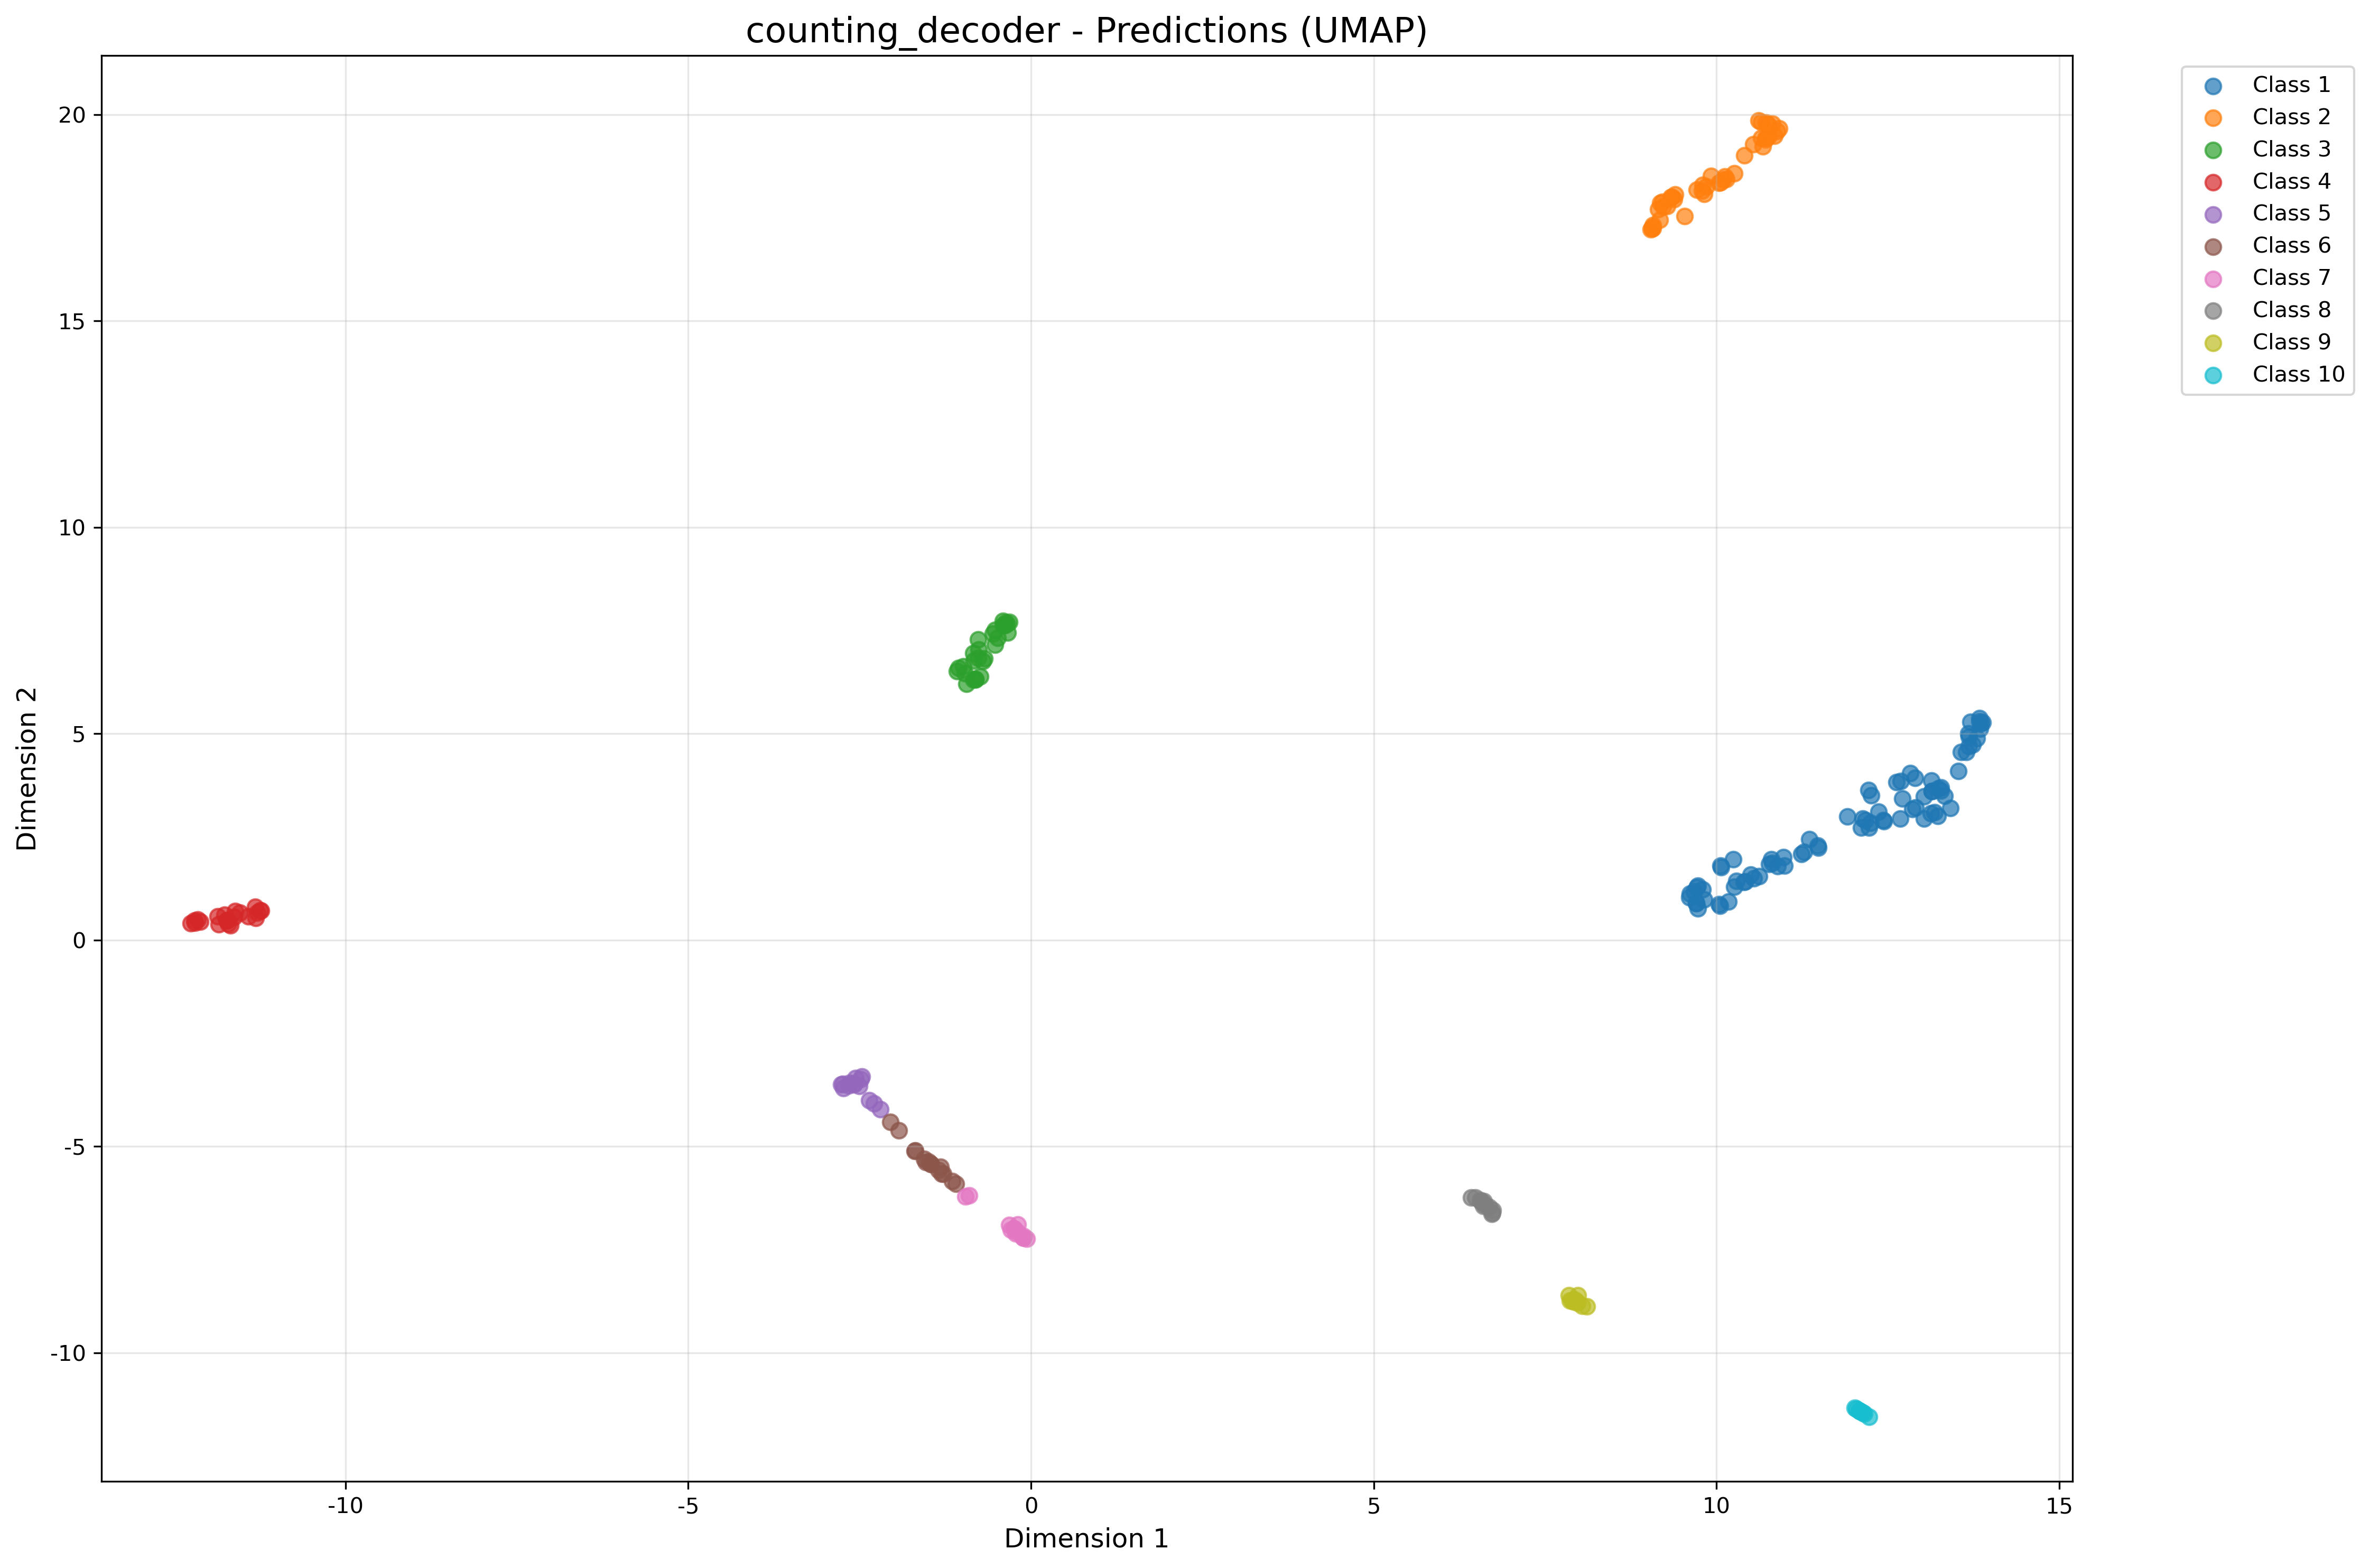 counting_decoder - Predictions (UMAP)
Class 1
Class 2
Class 3
Class 4
Class 5
Class 6
Class 7
Class 8
Class 9
Class 10
20
15
10
5
0
-5
-10
Dimension 2
-10
-5
0
5
10
15
Dimension 1